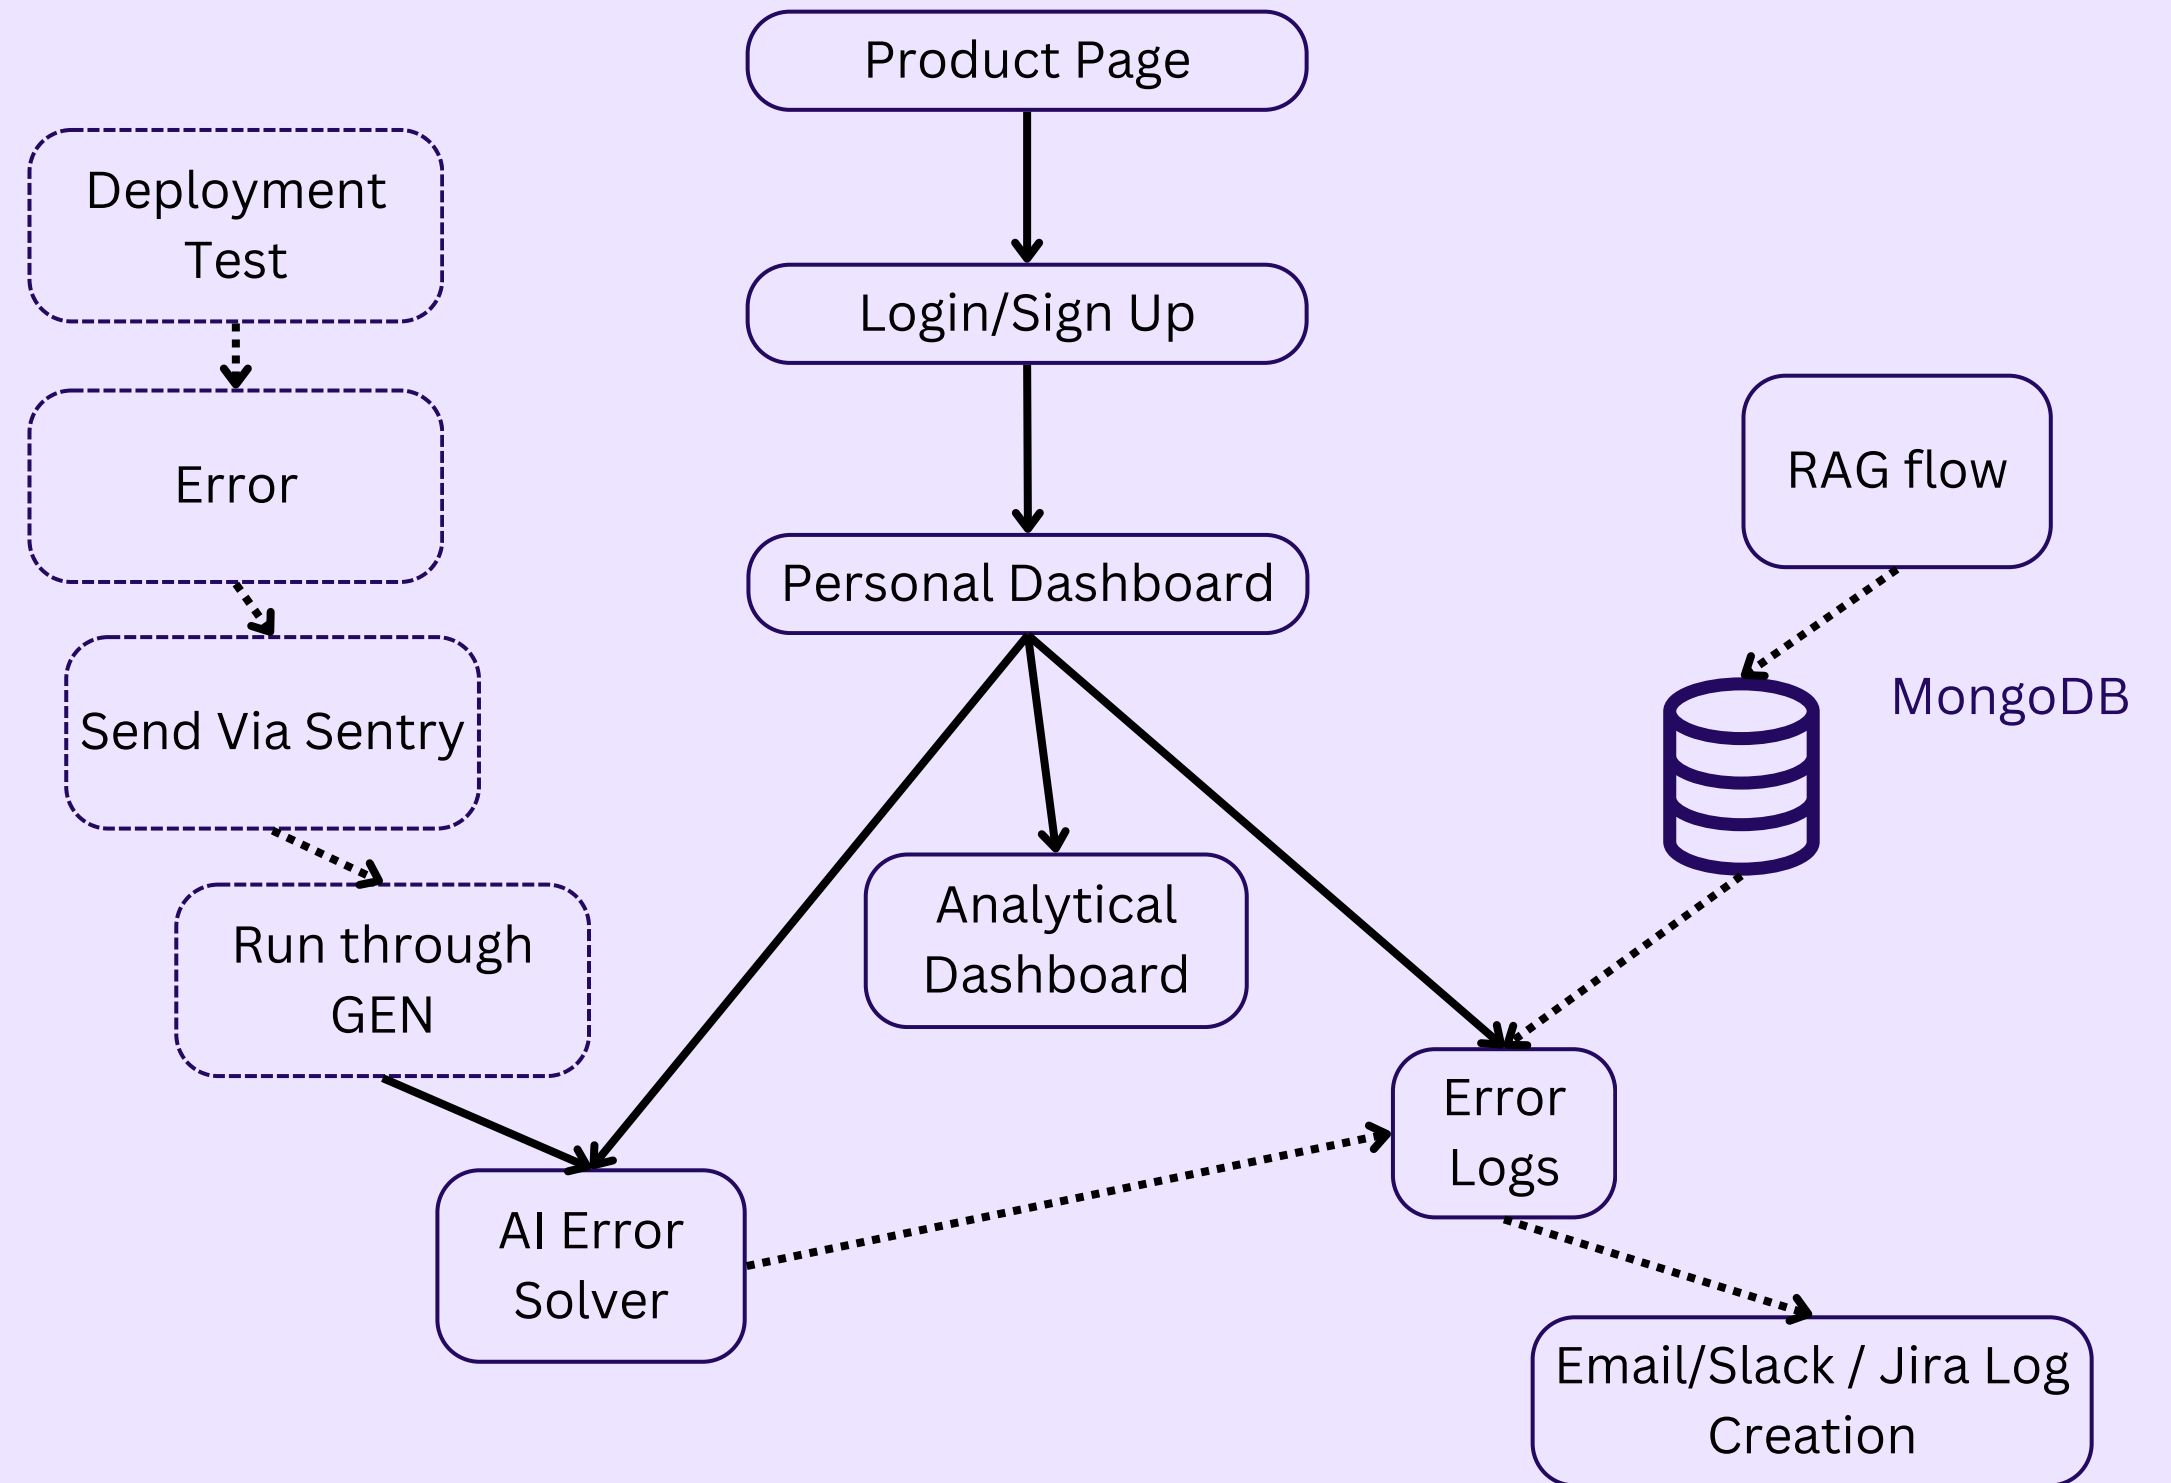 Product Page
Deployment
Test
Login/Sign Up
Error
RAG flow
Personal Dashboard
MongoDB
Send Via Sentry
Analytical
Dashboard
Run through
GEN
Error
Logs
AI Error
Solver
Email/Slack / Jira Log
Creation